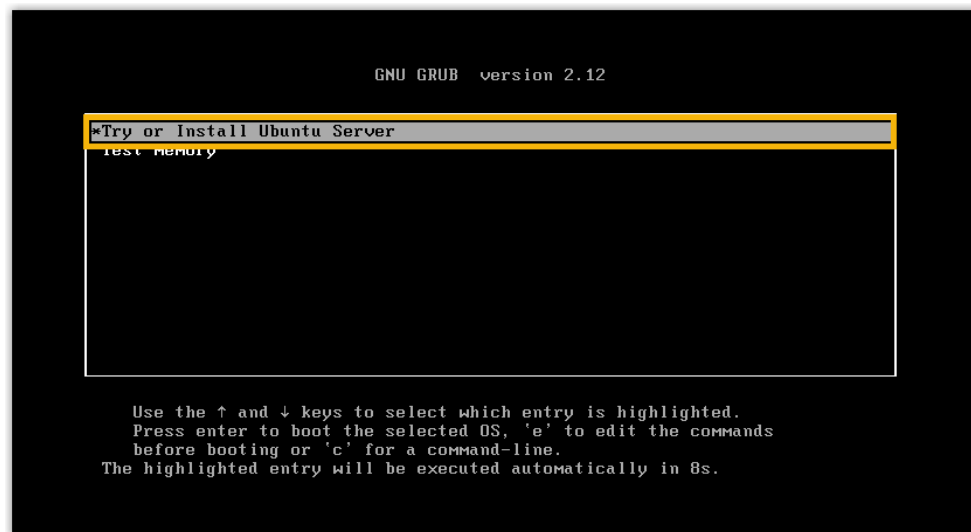 GNU GRUB version 2.12
*Try or Install Ubuntu Server
Test memory
Use the ↑ and ↓ keys to select which entry is highlighted.
Press enter to boot the selected OS, `e' to edit the commands
before booting or `c' for a command-line.
The highlighted entry will be executed automatically in 8s.